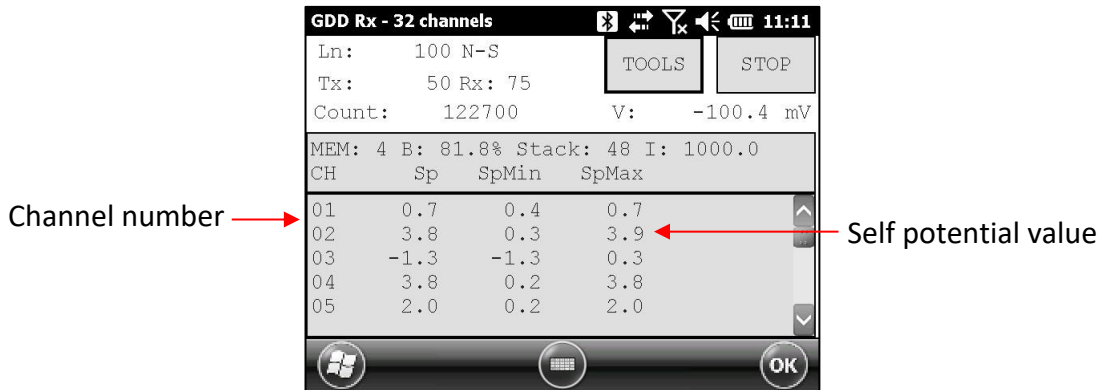 GDD Rx - 32 channels 11:11
Ln: 100 N-S
TOOLS STOP
Tx: 50 Rx: 75
Count: 122700 V: -100.4 mV
MEM: 4 B: 81.8% Stack: 48 I: 1000.0
CH Sp SpMin SpMax
Channel number
01 0.7 0.4 0.7
02 3.8 0.3 3.9
Self potential value
03 -1.3 -1.3 0.3
04 3.8 0.2 3.8
05 2.0 0.2 2.0
OK